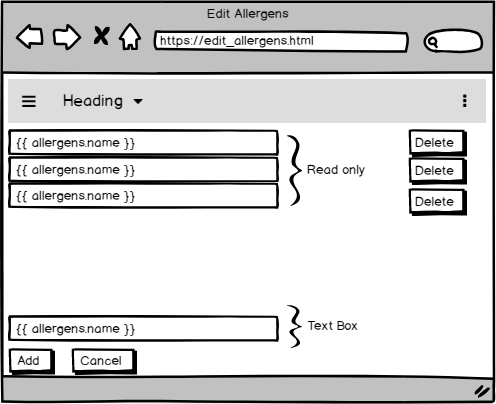 Edit Allergens
https://edit_allergens.html
Heading
{{ allergens.name }} Delete
{{ allergens.name }} Read only Delete
{{ allergens.name }} Delete
{{ allergens.name }} Text Box
Add Cancel